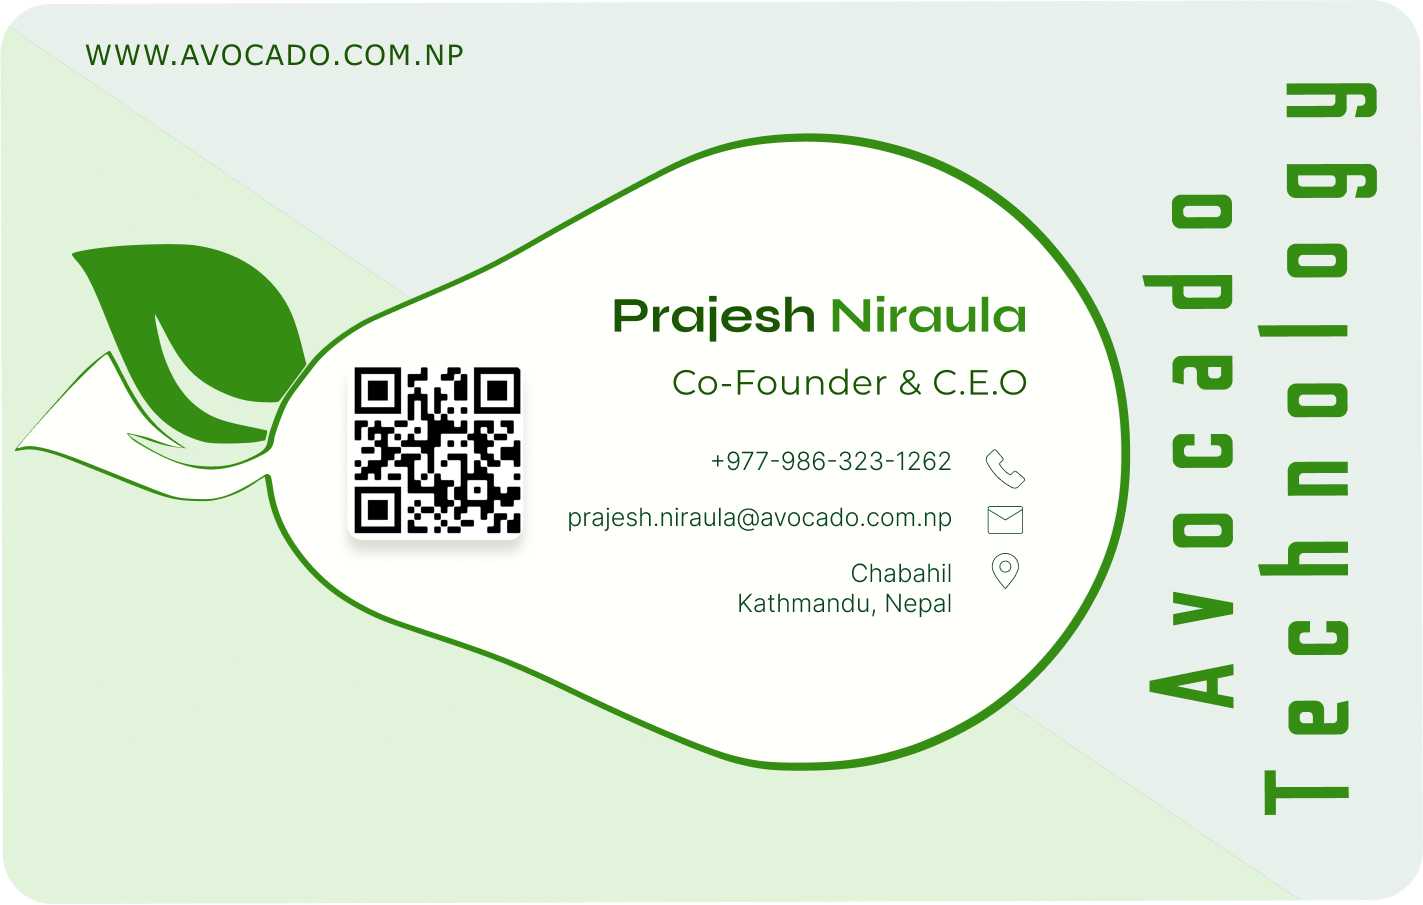 WWW.AVOCADO.COM.NP
Prajesh Niraula
Co-Founder & C.E.O
+977-986-323-1262
prajesh.niraula@avocado.com.np
Chabahil
Kathmandu, Nepal
Avocado
Technology